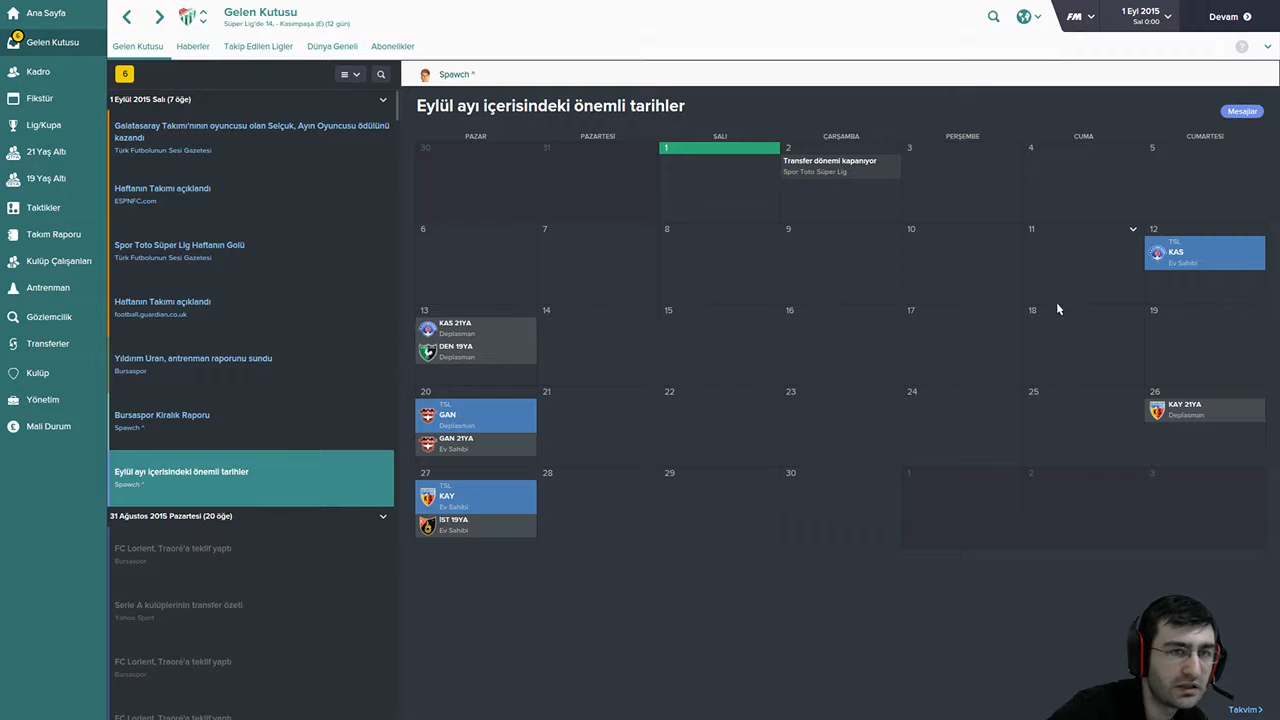 Ana Sayfa
6
Gelen Kutusu
Kadro
Fikstür
Lig/Kupa
21 Yaş Altı
19 Yaş Altı
Taktikler
Takım Raporu
Kulüp Çalışanları
Antrenman
Gözlemcilik
Transferler
Kulüp
Yönetim
Mali Durum
Gelen Kutusu
Süper Lig'de 14. - Kasımpaşa (E) (12 gün)
FM
1 Eyl 2015
Sal 0:00
Devam
Gelen Kutusu
Haberler
Takip Edilen Ligler
Dünya Geneli
Abonelikler
?
6
1 Eylül 2015 Salı (7 öğe)
Galatasaray Takımı'nının oyuncusu olan Selçuk, Ayın Oyuncusu ödülünü
kazandı
Türk Futbolunun Sesi Gazetesi
Haftanın Takımı açıklandı
ESPNFC.com
Spor Toto Süper Lig Haftanın Golü
Türk Futbolunun Sesi Gazetesi
Haftanın Takımı açıklandı
football.guardian.co.uk
Yıldırım Uran, antrenman raporunu sundu
Bursaspor
Bursaspor Kiralık Raporu
Spawch ^
Eylül ayı içerisindeki önemli tarihler
Spawch ^
31 Ağustos 2015 Pazartesi (20 öğe)
FC Lorient, Traoré'a teklif yaptı
Bursaspor
Serie A kulüplerinin transfer özeti
Yahoo Sport
FC Lorient, Traoré'a teklif yaptı
Bursaspor
Spawch ^
Eylül ayı içerisindeki önemli tarihler
Mesajlar
PAZAR PAZARTESİ SALI ÇARŞAMBA PERŞEMBE CUMA CUMARTESİ
30 31 1 2 3 4 5
Transfer dönemi kapanıyor
Spor Toto Süper Lig
6 7 8 9 10 11 12
TSL
KAS
Ev Sahibi
13 14 15 16 17 18 19
KAS 21YA
Deplasman
DEN 19YA
Deplasman
20 21 22 23 24 25 26
TSL
GAN
Deplasman
GAN 21YA
Ev Sahibi
KAY 21YA
Deplasman
27 28 29 30 1 2 3
TSL
KAY
Ev Sahibi
İST 19YA
Ev Sahibi
Takvim